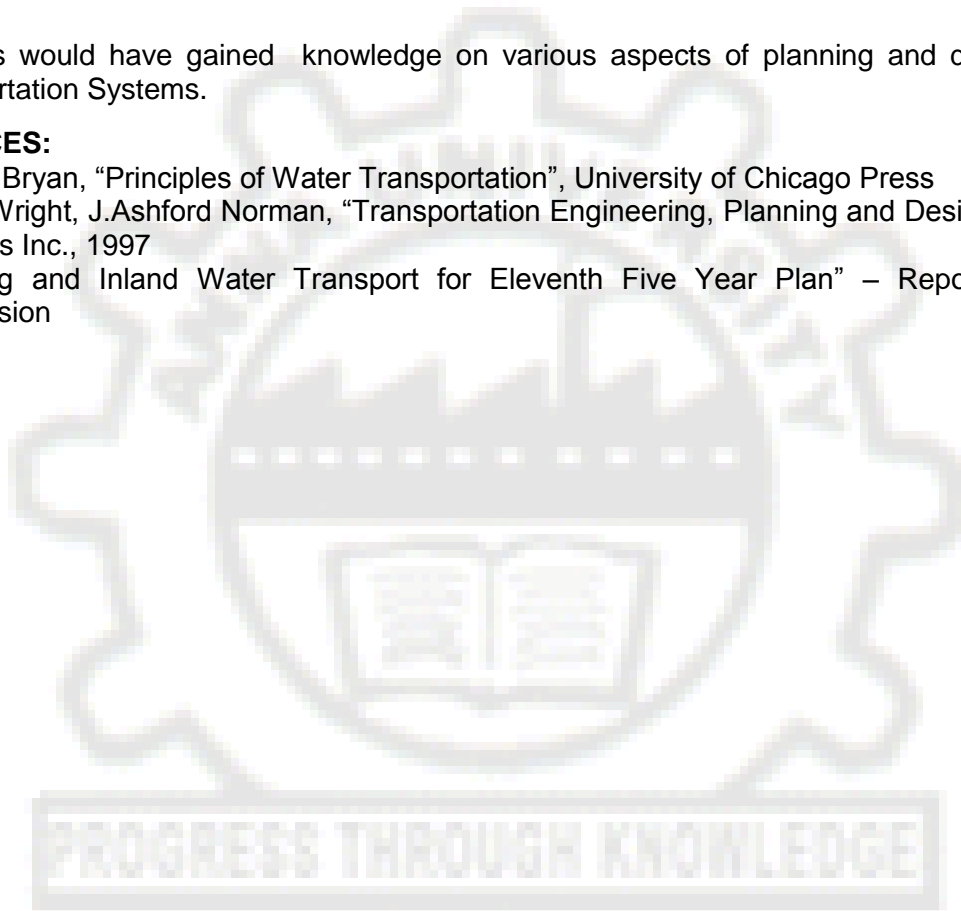 s would have gained knowledge on various aspects of planning and
rtation Systems.
CES:
Bryan, “Principles of Water Transportation”, University of Chicago Press
Wright, J.Ashford Norman, “Transportation Engineering, Planning and Desi
s Inc., 1997
g and Inland Water Transport for Eleventh Five Year Plan” – Repo
sion
PROGRESS THROUGH KNOWLEDGE